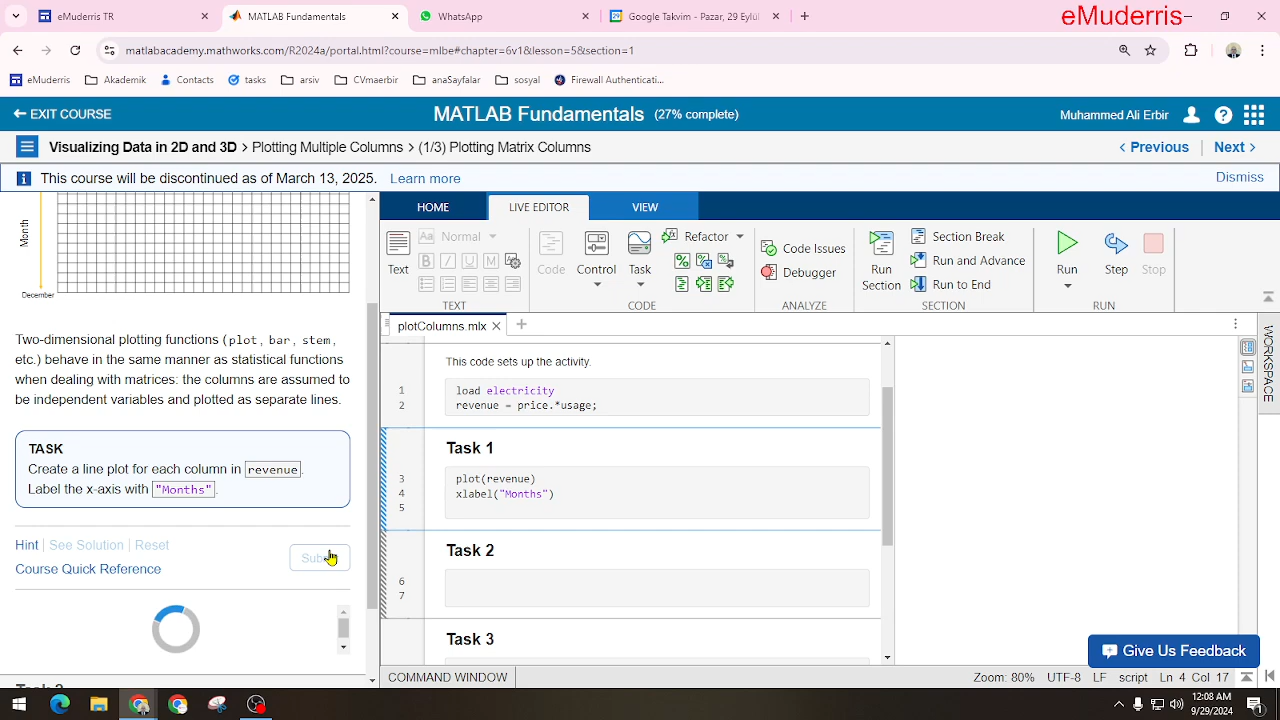 eMuderris TR
MATLAB Fundamentals
WhatsApp
Google Takvim - Pazar, 29 Eylül
eMuderris
matlabacademy.mathworks.com/R2024a/portal.html?course=mlbe#chapter=6v1&lesson=5&section=1
eMuderris
Akademik
Contacts
tasks
arsiv
CVmaerbir
anaSayfalar
sosyal
Firewall Authenticati...
EXIT COURSE
MATLAB Fundamentals (27% complete)
Muhammed Ali Erbir
Visualizing Data in 2D and 3D > Plotting Multiple Columns > (1/3) Plotting Matrix Columns
< Previous
Next >
This course will be discontinued as of March 13, 2025. Learn more
Dismiss
Month
December
Two-dimensional plotting functions (plot, bar, stem,
etc.) behave in the same manner as statistical functions
when dealing with matrices: the columns are assumed to
be independent variables and plotted as separate lines.
TASK
Create a line plot for each column in revenue.
Label the x-axis with "Months".
Hint | See Solution | Reset
Course Quick Reference
HOME
LIVE EDITOR
VIEW
Text
Aa Normal
B I U M
TEXT
Code
Control
Task
Refactor
CODE
Code Issues
Debugger
ANALYZE
Run
Section
Section Break
Run and Advance
Run to End
SECTION
Run
Step
Stop
RUN
plotColumns.mlx
This code sets up the activity.
1 load electricity
2 revenue = price.*usage;
Task 1
3 plot(revenue)
4 xlabel("Months")
5
Task 2
6
7
Task 3
WORKSPACE
Give Us Feedback
COMMAND WINDOW
Zoom: 80%
UTF-8
LF
script
Ln 4 Col 17
12:08 AM
9/29/2024